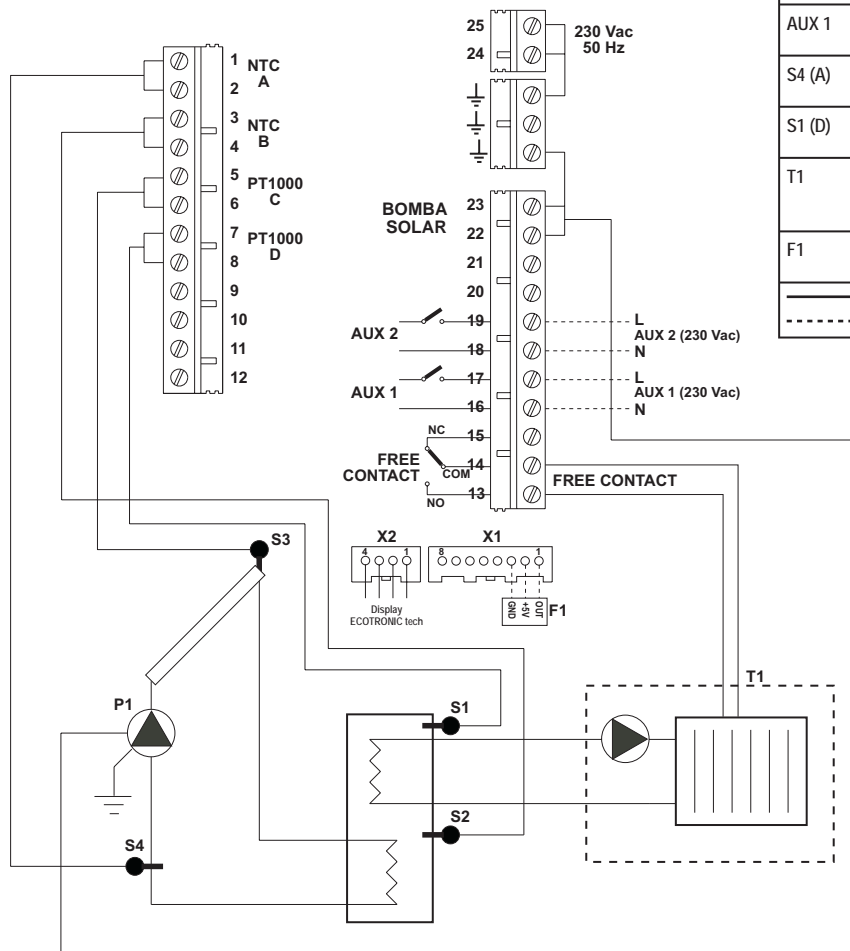 1
2
3
4
5
6
7
8
9
10
11
12
NTC
A
NTC
B
PT1000
C
PT1000
D
25
24
230 Vac
50 Hz
BOMBA
SOLAR
23
22
21
20
19
18
17
16
15
14
13
AUX 2
AUX 1
NC
FREE
CONTACT
COM
NO
L
AUX 2 (230 Vac)
N
L
AUX 1 (230 Vac)
N
FREE CONTACT
AUX 1
S4 (A)
S1 (D)
T1
F1
X2
4
1
Display
ECOTRONIC tech
X1
8
1
GND
+5V
OUT
F1
S3
P1
S4
S1
S2
T1